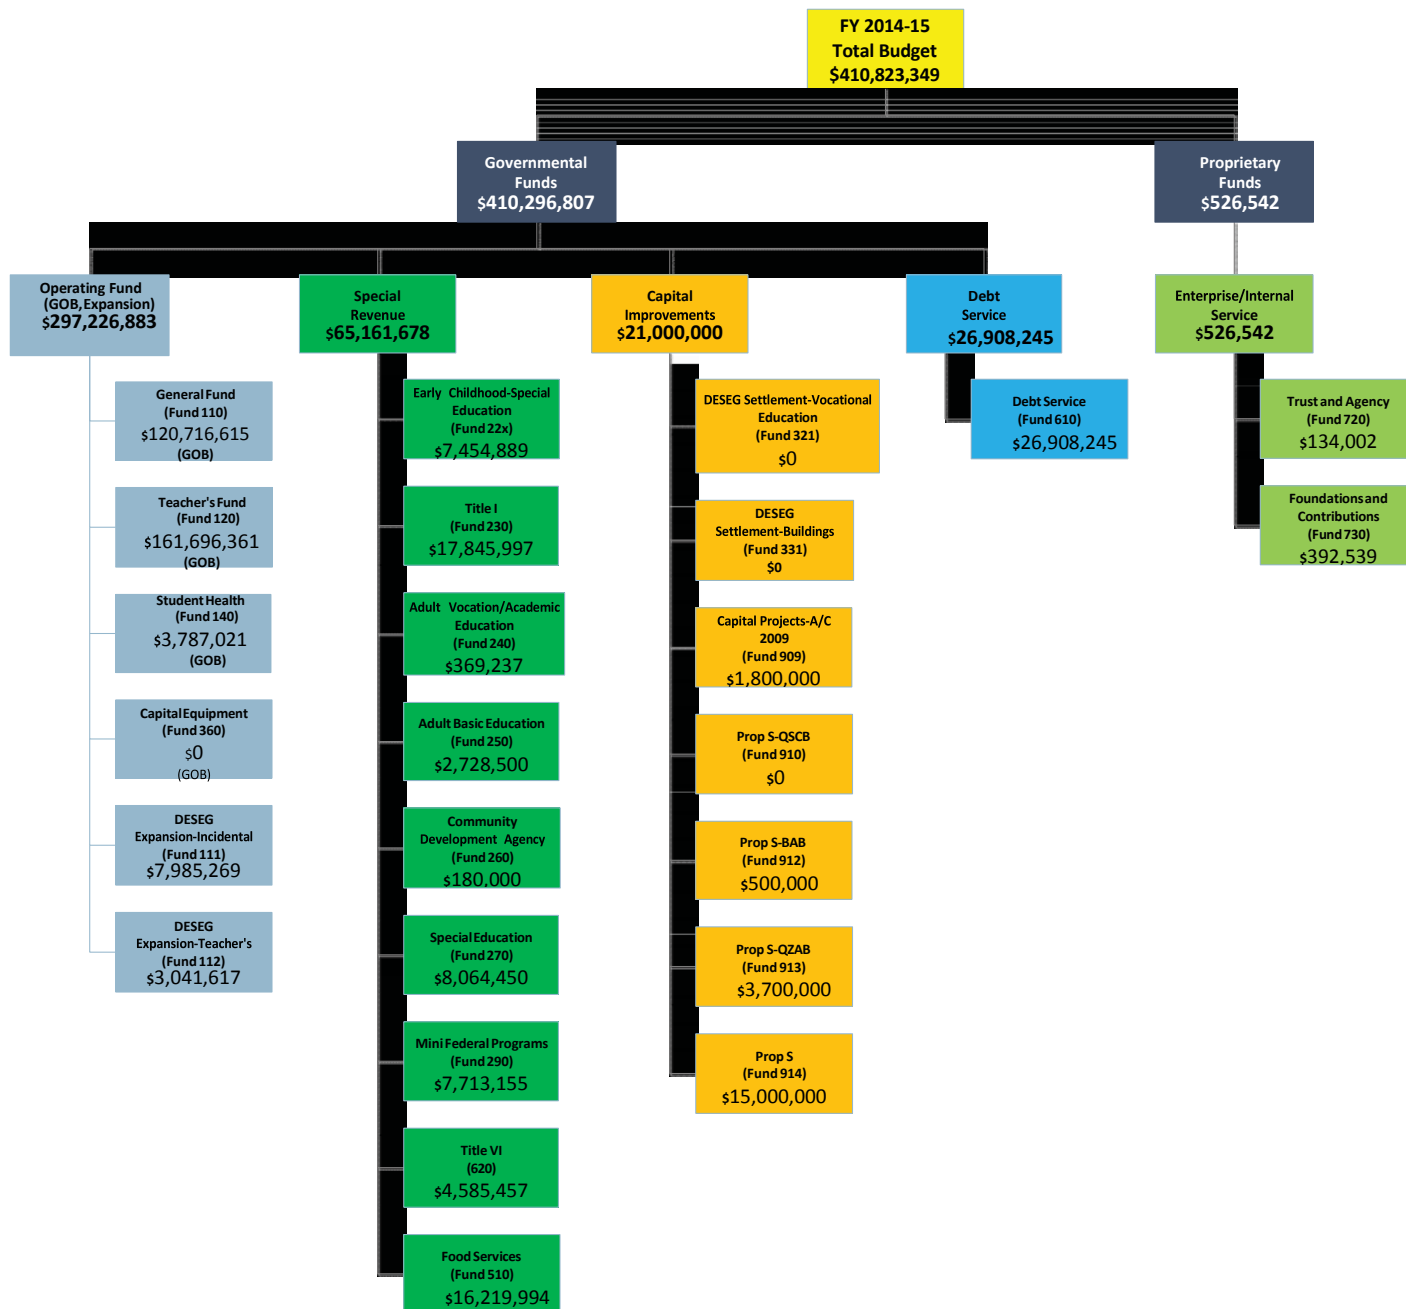 FY 2014-15
Total Budget
$410,823,349
Governmental
Funds
$410,296,807
Proprietary
Funds
$526,542
Operating Fund
(GOB,Expansion)
$297,226,883
Special
Revenue
$65,161,678
Capital
Improvements
$21,000,000
Debt
Service
$26,908,245
Enterprise/Internal
Service
$526,542
General Fund
(Fund 110)
$120,716,615
(GOB)
Teacher's Fund
(Fund 120)
$161,696,361
(GOB)
Student Health
(Fund 140)
$3,787,021
(GOB)
Capital Equipment
(Fund 360)
$0
(GOB)
DESEG
Expansion-Incidental
(Fund 111)
$7,985,269
DESEG
Expansion-Teacher's
(Fund 112)
$3,041,617
Early Childhood-Special
Education
(Fund 22x)
$7,454,889
Title I
(Fund 230)
$17,845,997
Adult Vocation/Academic
Education
(Fund 240)
$369,237
Adult Basic Education
(Fund 250)
$2,728,500
Community
Development Agency
(Fund 260)
$180,000
Special Education
(Fund 270)
$8,064,450
Mini Federal Programs
(Fund 290)
$7,713,155
Title VI
(620)
$4,585,457
Food Services
(Fund 510)
$16,219,994
DESEG Settlement-Vocational
Education
(Fund 321)
$0
DESEG
Settlement-Buildings
(Fund 331)
$0
Capital Projects-A/C
2009
(Fund 909)
$1,800,000
Prop S-QSCB
(Fund 910)
$0
Prop S-BAB
(Fund 912)
$500,000
Prop S-QZAB
(Fund 913)
$3,700,000
Prop S
(Fund 914)
$15,000,000
Debt Service
(Fund 610)
$26,908,245
Trust and Agency
(Fund 720)
$134,002
Foundations and
Contributions
(Fund 730)
$392,539